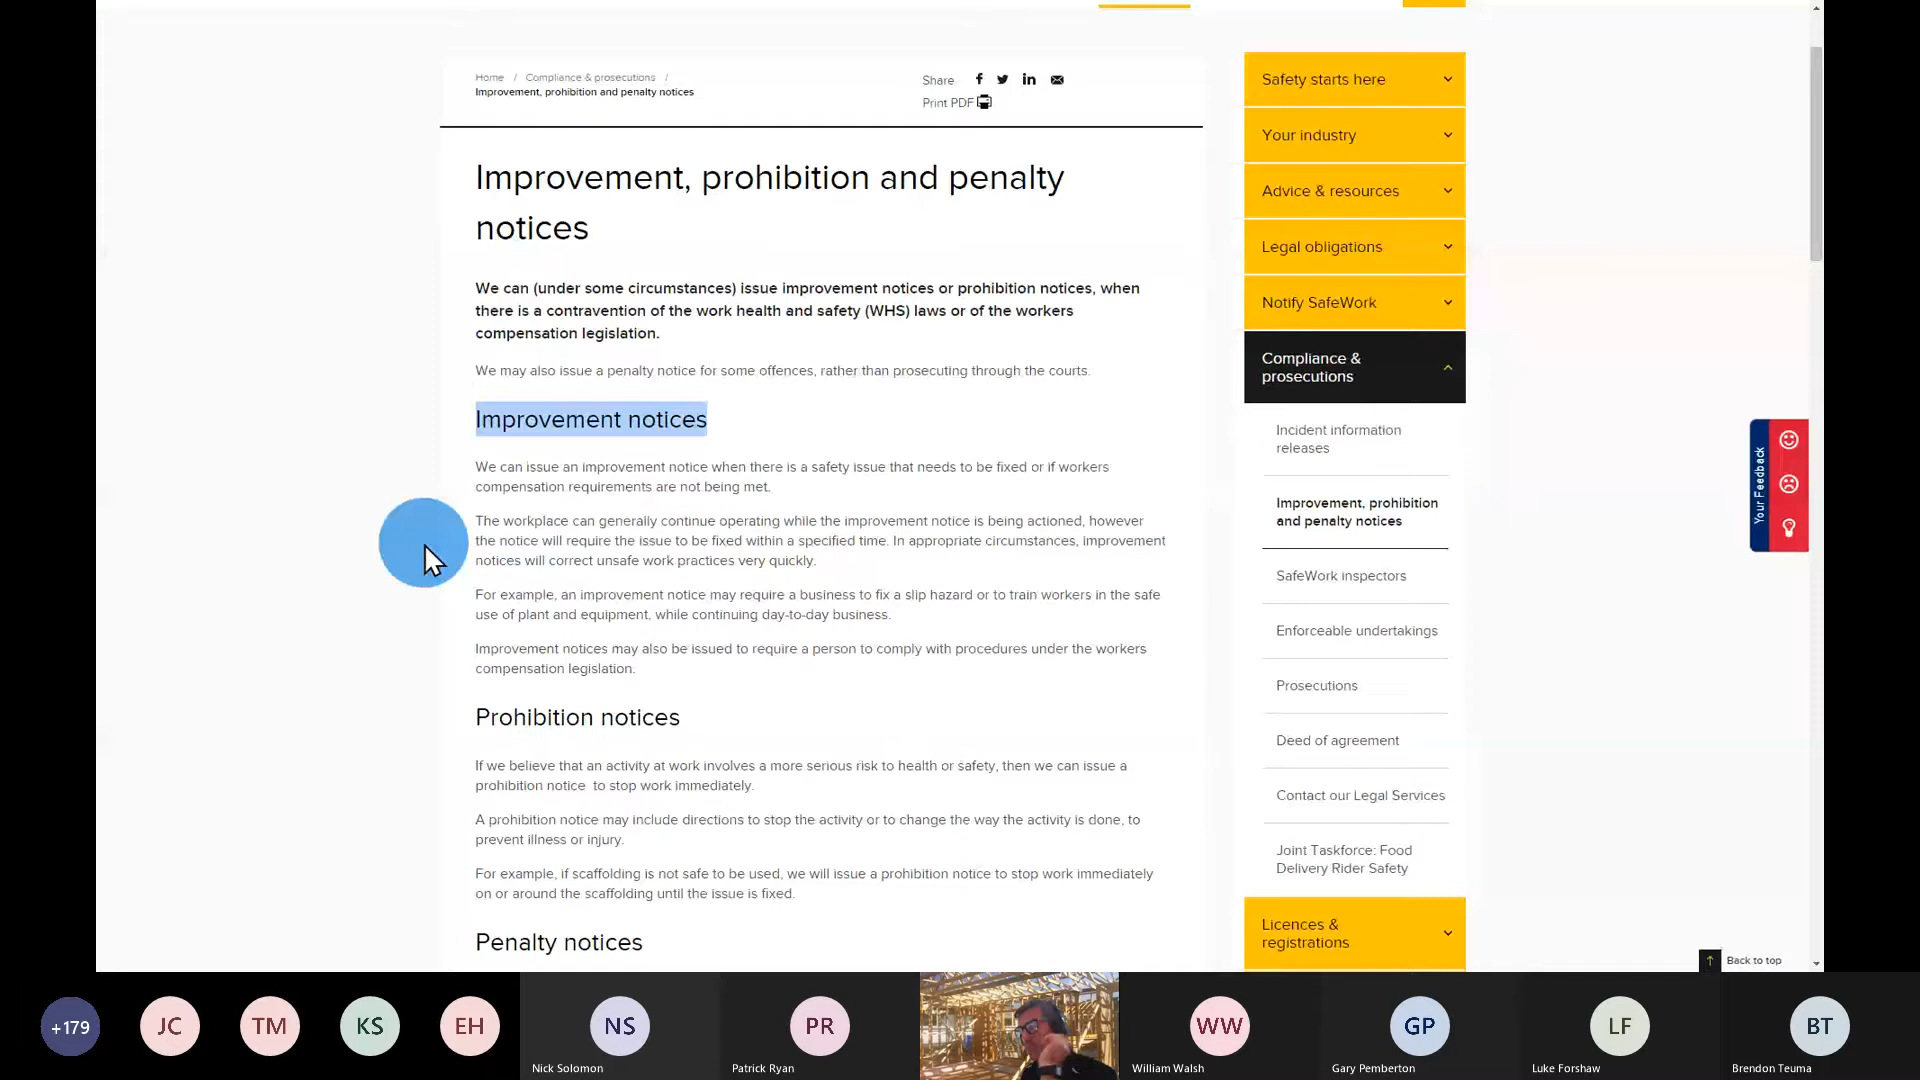 Home / Compliance & prosecutions /
Improvement, prohibition and penalty notices
Share
Print PDF
Improvement, prohibition and penalty
notices
We can (under some circumstances) issue improvement notices or prohibition notices, when
there is a contravention of the work health and safety (WHS) laws or of the workers
compensation legislation.
We may also issue a penalty notice for some offences, rather than prosecuting through the courts.
Improvement notices
We can issue an improvement notice when there is a safety issue that needs to be fixed or if workers
compensation requirements are not being met.
The workplace can generally continue operating while the improvement notice is being actioned, however
the notice will require the issue to be fixed within a specified time. In appropriate circumstances, improvement
notices will correct unsafe work practices very quickly.
For example, an improvement notice may require a business to fix a slip hazard or to train workers in the safe
use of plant and equipment, while continuing day-to-day business.
Improvement notices may also be issued to require a person to comply with procedures under the workers
compensation legislation.
Prohibition notices
If we believe that an activity at work involves a more serious risk to health or safety, then we can issue a
prohibition notice to stop work immediately.
A prohibition notice may include directions to stop the activity or to change the way the activity is done, to
prevent illness or injury.
For example, if scaffolding is not safe to be used, we will issue a prohibition notice to stop work immediately
on or around the scaffolding until the issue is fixed.
Penalty notices
Safety starts here
Your industry
Advice & resources
Legal obligations
Notify SafeWork
Compliance &
prosecutions
Incident information
releases
Improvement, prohibition
and penalty notices
SafeWork inspectors
Enforceable undertakings
Prosecutions
Deed of agreement
Contact our Legal Services
Joint Taskforce: Food
Delivery Rider Safety
Licences &
registrations
Your Feedback
Back to top
+179
JC
TM
KS
EH
NS
Nick Solomon
PR
Patrick Ryan
WW
William Walsh
GP
Gary Pemberton
LF
Luke Forshaw
BT
Brendon Teuma